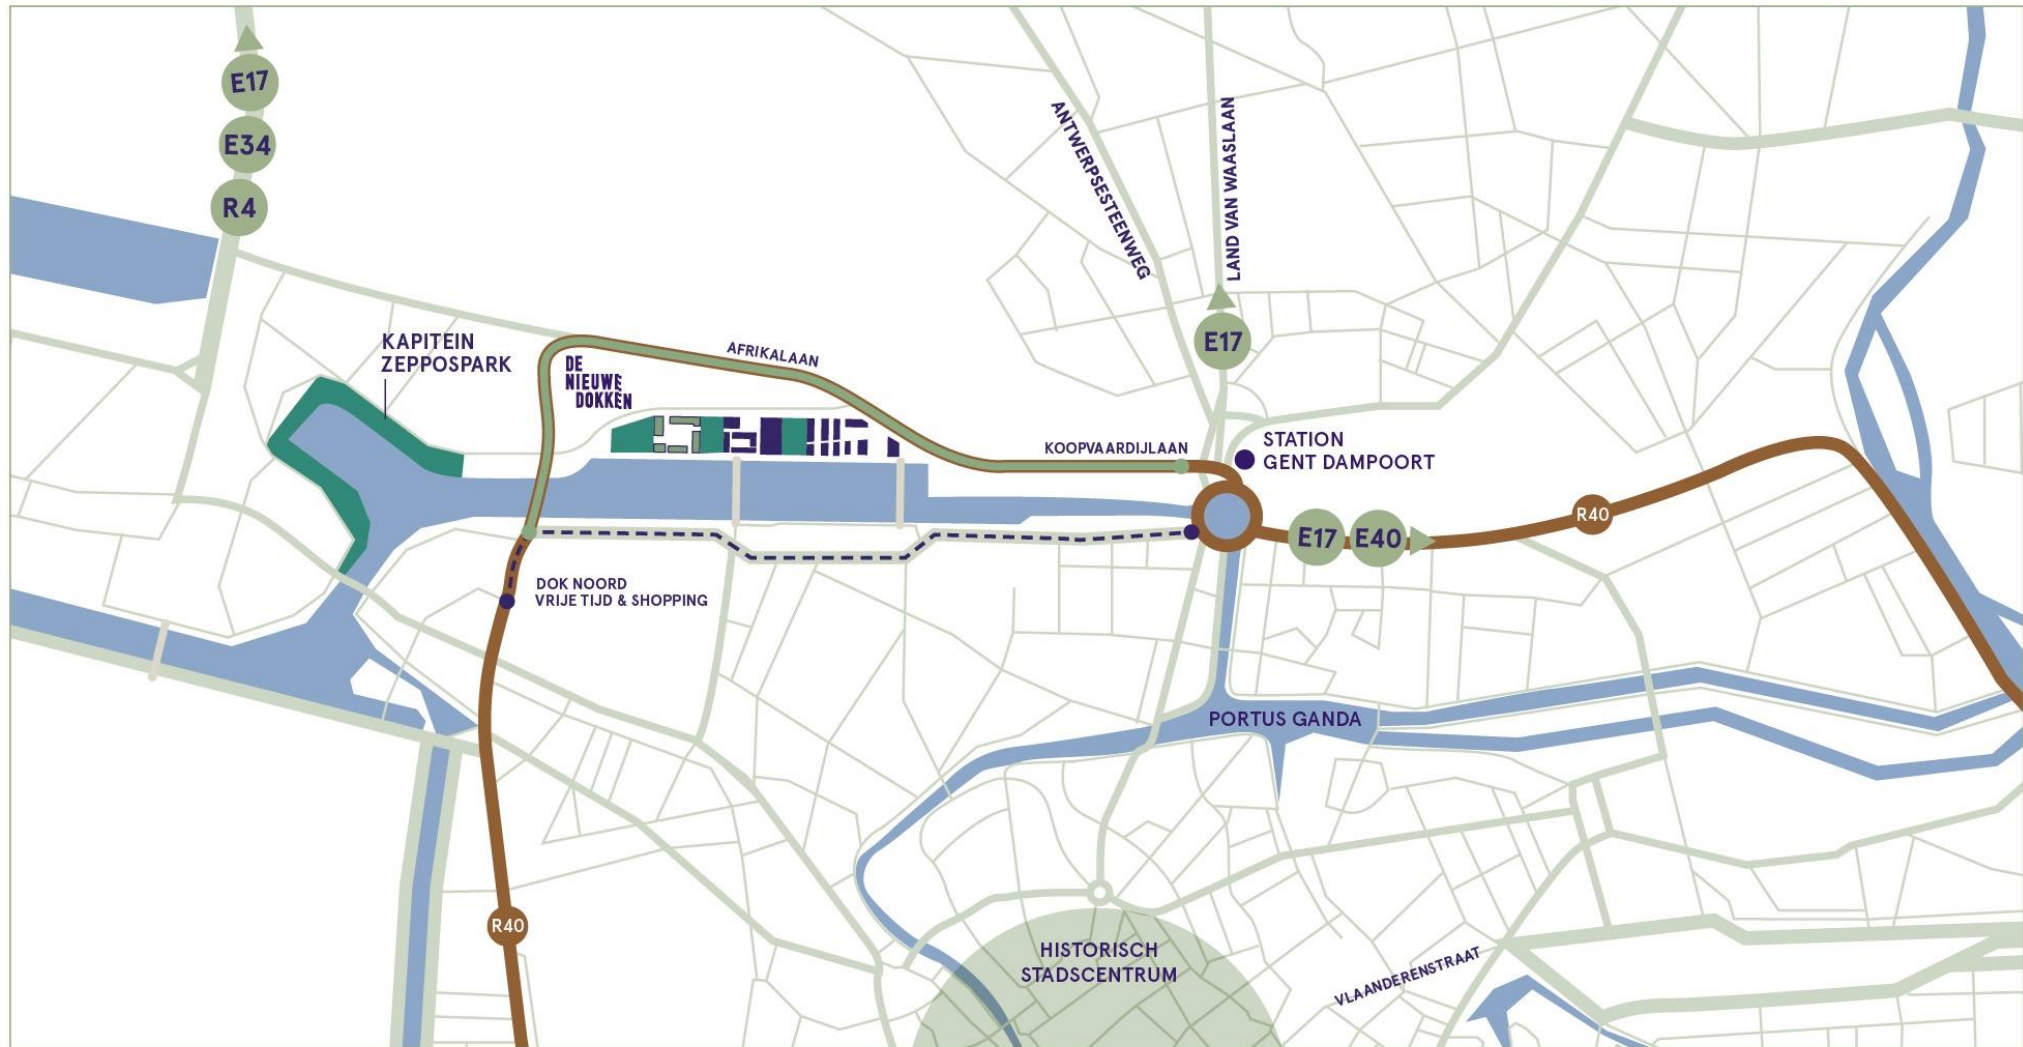 E17
E34
R4
ANTWERPSESTEENWEG
LAND VAN WAASLAAN
E17
KAPITEIN
ZEPPOSPARK
DE
NIEUWE
DOKKEN
AFRIKALAAN
KOOPVAARDIJLAAN
STATION
GENT DAMPOORT
E17
E40
R40
DOK NOORD
VRIJE TIJD & SHOPPING
PORTUS GANDA
R40
HISTORISCH
STADSCENTRUM
VLAANDERENSTRAAT